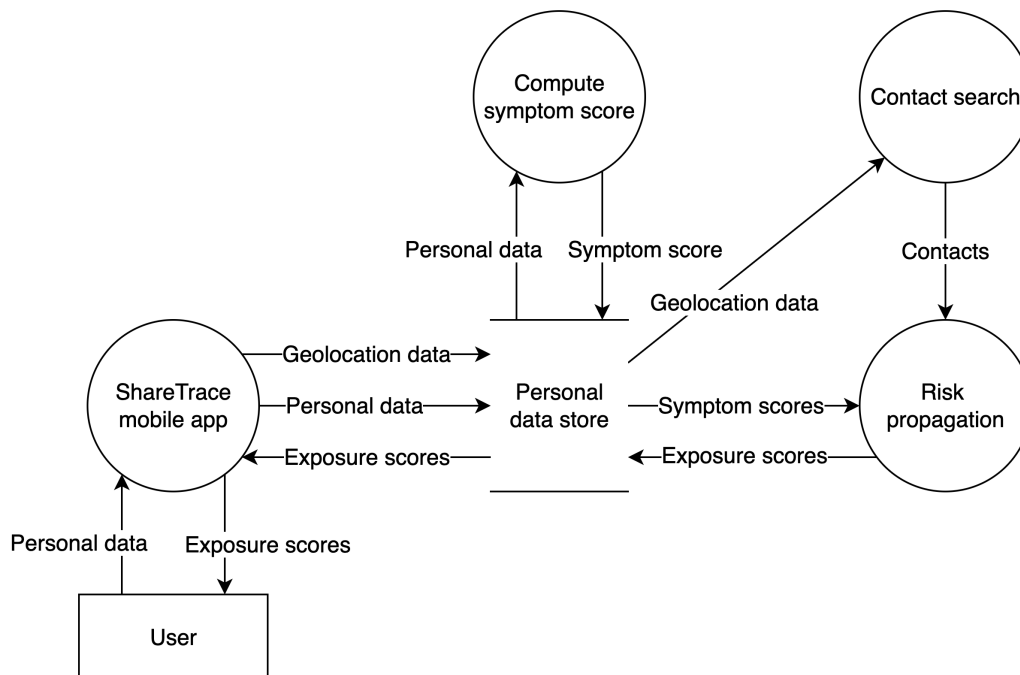 Compute
symptom score
Contact search
Personal data
Symptom score
Contacts
Geolocation data
ShareTrace
mobile app
Geolocation data
Personal data
Exposure scores
Personal
data store
Symptom scores
Exposure scores
Risk
propagation
Personal data
Exposure scores
User